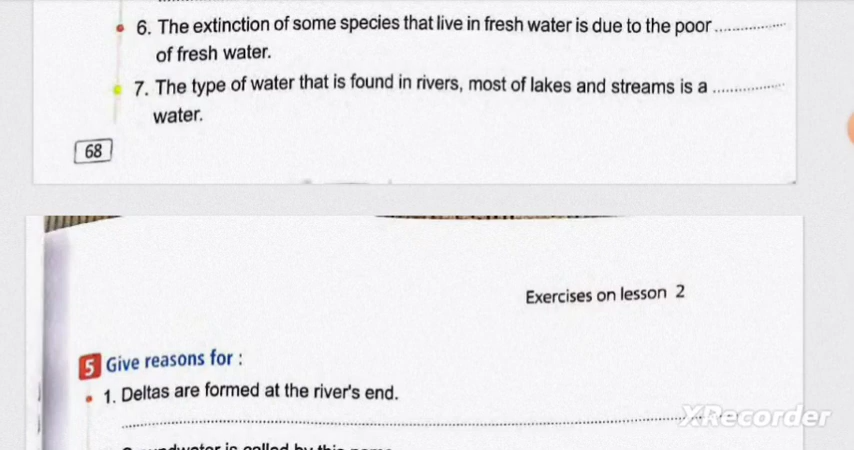 6. The extinction of some species that live in fresh water is due to the poor ..............
of fresh water.
7. The type of water that is found in rivers, most of lakes and streams is a ..............
water.
68
Exercises on lesson 2
5 Give reasons for :
1. Deltas are formed at the river's end.
XRecorder